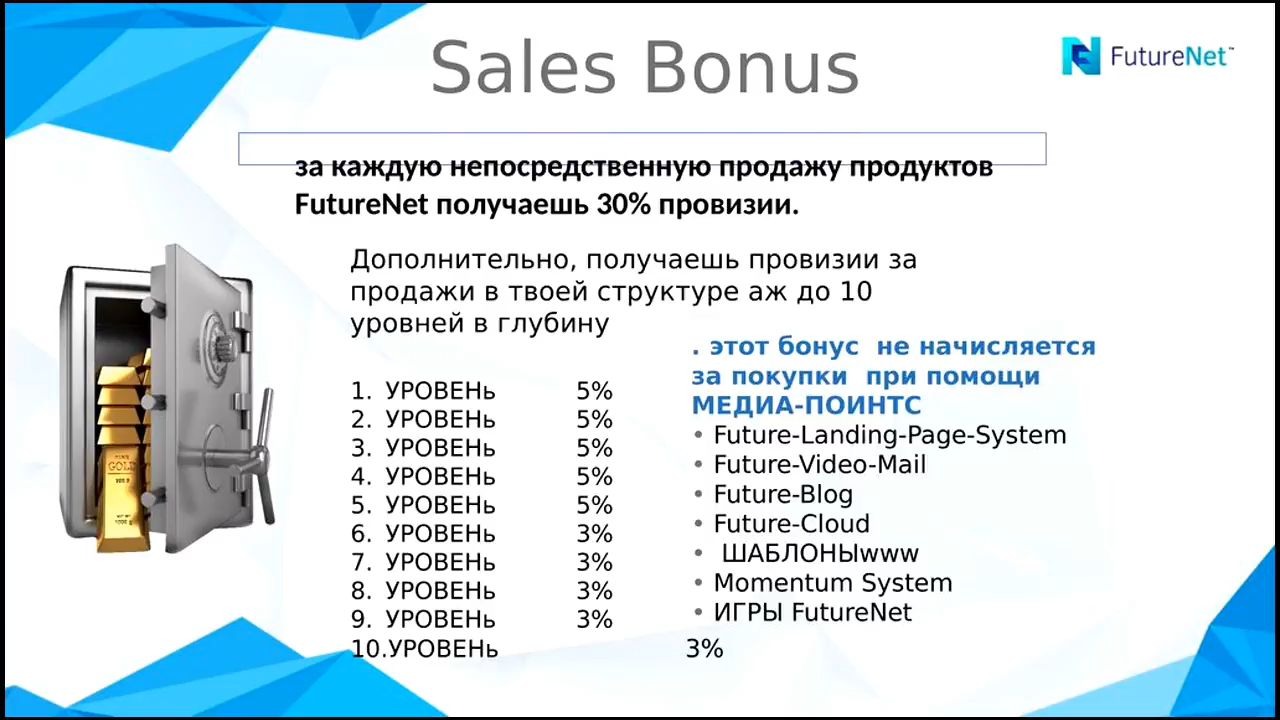 Sales Bonus
FutureNet™
за каждую непосредственную продажу продуктов
FutureNet получаешь 30% провизии.
Дополнительно, получаешь провизии за
продажи в твоей структуре аж до 10
уровней в глубину
1. УРОВЕНЬ 5%
2. УРОВЕНЬ 5%
3. УРОВЕНЬ 5%
4. УРОВЕНЬ 5%
5. УРОВЕНЬ 5%
6. УРОВЕНЬ 3%
7. УРОВЕНЬ 3%
8. УРОВЕНЬ 3%
9. УРОВЕНЬ 3%
10.УРОВЕНЬ 3%
. этот бонус не начисляется
за покупки при помощи
МЕДИА-ПОИНТС
• Future-Landing-Page-System
• Future-Video-Mail
• Future-Blog
• Future-Cloud
• ШАБЛОНЫwww
• Momentum System
• ИГРЫ FutureNet
GOLD